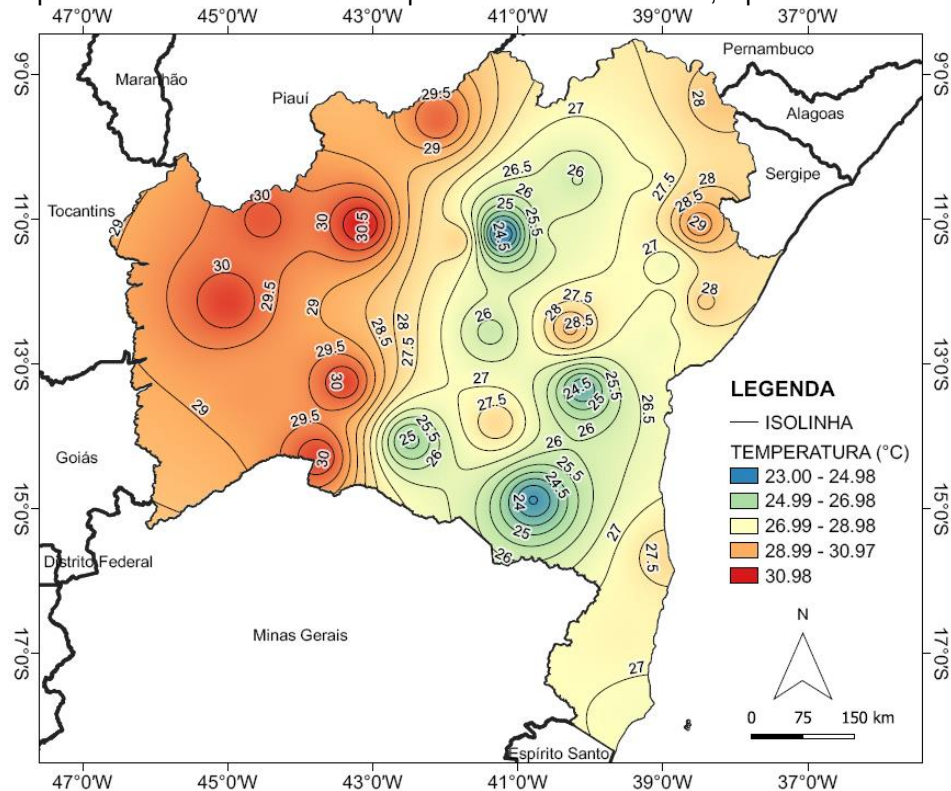 47°0'W 45°0'W 43°0'W 41°0'W 39°0'W 37°0'W
9°0'S 9°0'S
Pernambuco
Maranhão
Piauí
29.5
28
27
Alagoas
29
26.5
26
Sergipe
30
26
27.5
28
Tocantins
25
28.5
11°0'S 11°0'S
29
30
30.5
24.5
25.5
29
27
30
29.5
28
29
28.5
28
27.5
26
27.5
28
28.5
29.5
13°0'S 13°0'S
30
27
24.5
25.5
25
26.5
LEGENDA
29
29.5
27.5
ISOLINHA
25
25.5
26
26
26
TEMPERATURA (°C)
Goiás
30
25.5
24.5
23.00 - 24.98
24
24.99 - 26.98
15°0'S 15°0'S
25
27
26.99 - 28.98
26
27.5
28.99 - 30.97
Distrito Federal
30.98
N
Minas Gerais
17°0'S 17°0'S
27
0 75 150 km
Espírito Santo
47°0'W 45°0'W 43°0'W 41°0'W 39°0'W 37°0'W